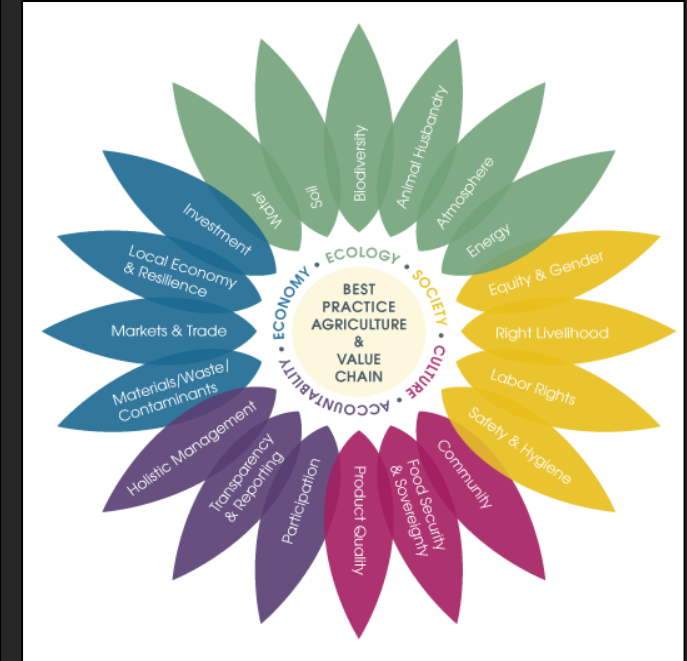 Water
Soil
Biodiversity
Animal Husbandry
Atmosphere
Energy
Equity & Gender
Right Livelihood
Labor Rights
Safety & Hygiene
Community
Food Security
& Sovereignty
Product Quality
Participation
Transparency
& Reporting
Holistic Management
Materials/Waste/
Contaminants
Markets & Trade
Local Economy
& Resilience
Investment
ECOLOGY • SOCIETY • CULTURE • ACCOUNTABILITY • ECONOMY •
BEST
PRACTICE
AGRICULTURE
&
VALUE
CHAIN